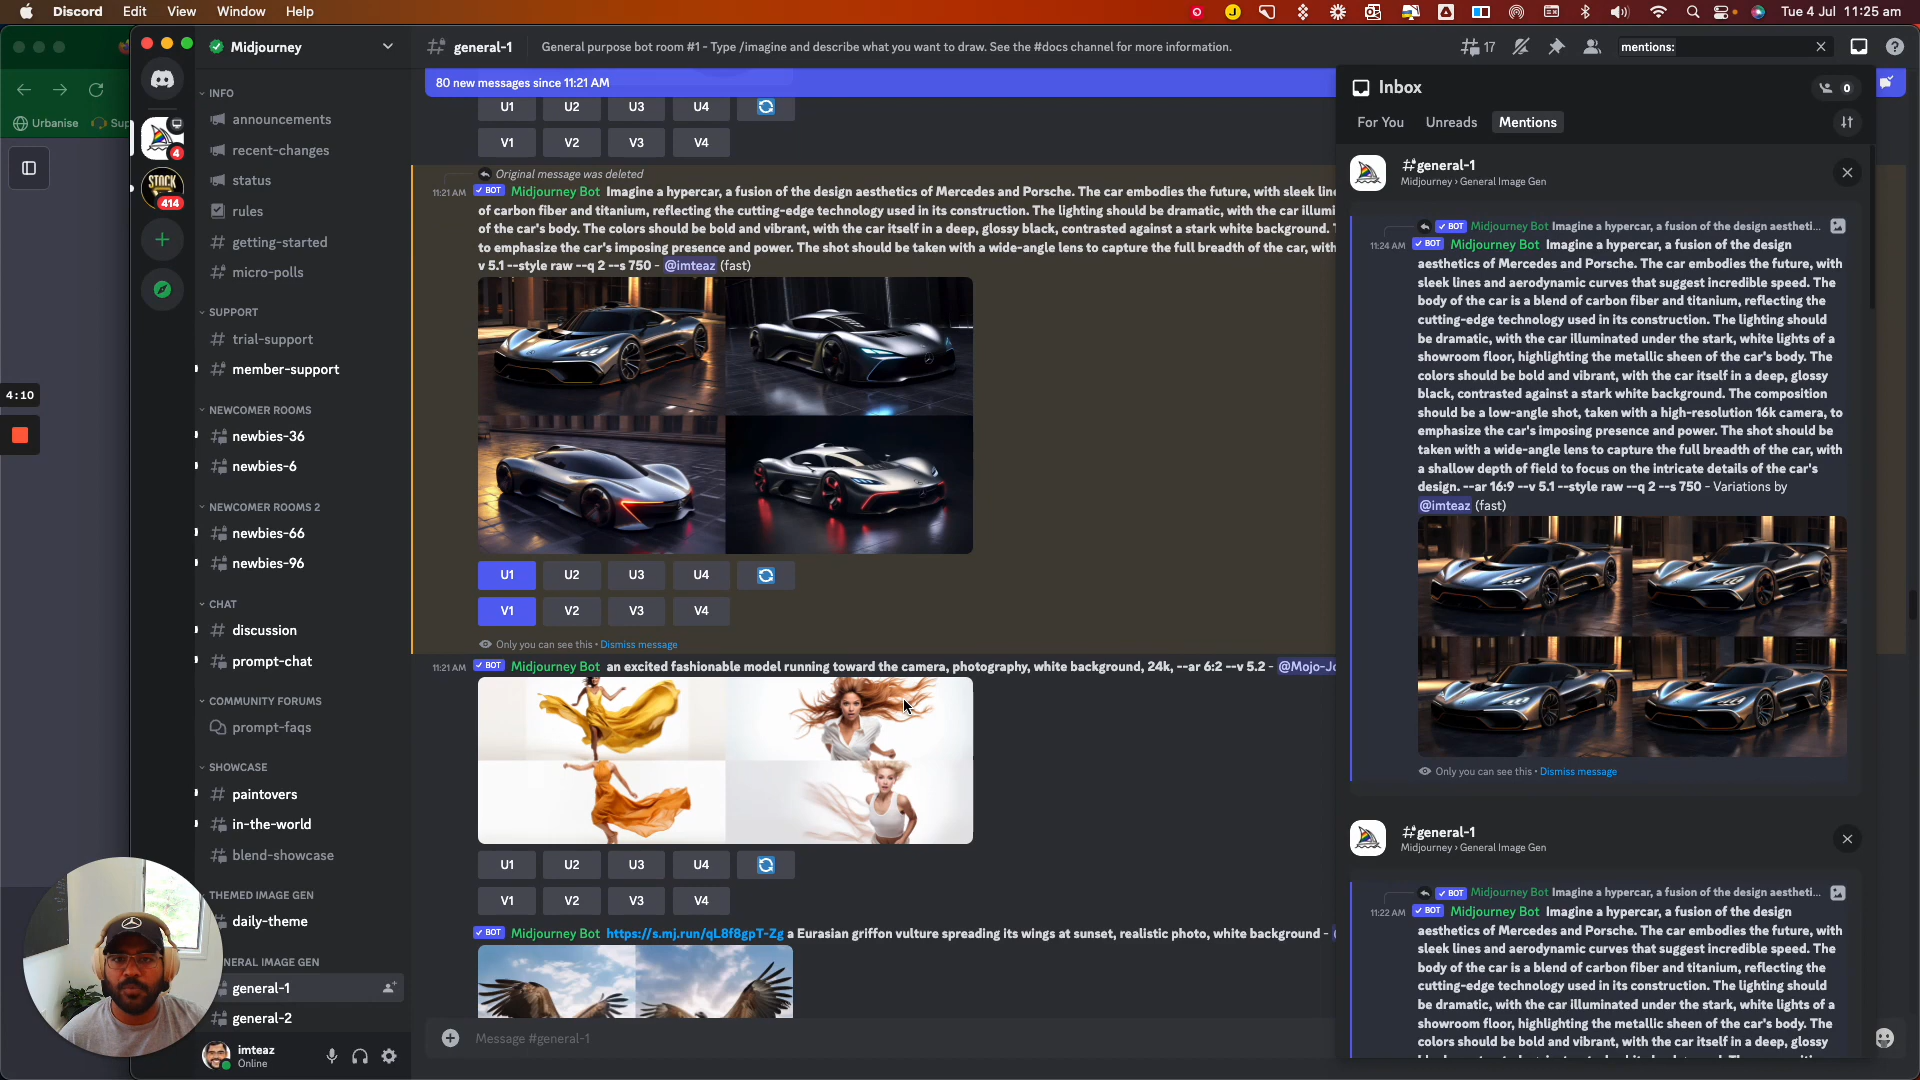 Discord Edit View Window Help
Tue 4 Jul 11:25 am
Urbanise
Sup
4:10
4
STOCK
414
Midjourney
INFO
announcements
recent-changes
status
rules
getting-started
micro-polls
SUPPORT
trial-support
member-support
NEWCOMER ROOMS
newbies-36
newbies-6
NEWCOMER ROOMS 2
newbies-66
newbies-96
CHAT
discussion
prompt-chat
COMMUNITY FORUMS
prompt-faqs
SHOWCASE
paintovers
in-the-world
blend-showcase
THEMED IMAGE GEN
daily-theme
NERAL IMAGE GEN
general-1
general-2
imteaz
Online
general-1 General purpose bot room #1 - Type /imagine and describe what you want to draw. See the #docs channel for more information.
17
mentions:
80 new messages since 11:21 AM
U1 U2 U3 U4
V1 V2 V3 V4
Original message was deleted
11:21 AM BOT Midjourney Bot Imagine a hypercar, a fusion of the design aesthetics of Mercedes and Porsche. The car embodies the future, with sleek line
of carbon fiber and titanium, reflecting the cutting-edge technology used in its construction. The lighting should be dramatic, with the car illumi
of the car's body. The colors should be bold and vibrant, with the car itself in a deep, glossy black, contrasted against a stark white background.
to emphasize the car's imposing presence and power. The shot should be taken with a wide-angle lens to capture the full breadth of the car, with
v 5.1 --style raw --q 2 --s 750 - @imteaz (fast)
U1 U2 U3 U4
V1 V2 V3 V4
Only you can see this • Dismiss message
11:21 AM BOT Midjourney Bot an excited fashionable model running toward the camera, photography, white background, 24k, --ar 6:2 --v 5.2 - @Mojo-Jo
U1 U2 U3 U4
V1 V2 V3 V4
BOT Midjourney Bot https://s.mj.run/qL8f8gpT-Zg a Eurasian griffon vulture spreading its wings at sunset, realistic photo, white background -
Message #general-1
Inbox
0
For You Unreads Mentions
#general-1
Midjourney › General Image Gen
BOT Midjourney Bot Imagine a hypercar, a fusion of the design aestheti...
11:24 AM BOT Midjourney Bot Imagine a hypercar, a fusion of the design
aesthetics of Mercedes and Porsche. The car embodies the future, with
sleek lines and aerodynamic curves that suggest incredible speed. The
body of the car is a blend of carbon fiber and titanium, reflecting the
cutting-edge technology used in its construction. The lighting should
be dramatic, with the car illuminated under the stark, white lights of a
showroom floor, highlighting the metallic sheen of the car's body. The
colors should be bold and vibrant, with the car itself in a deep, glossy
black, contrasted against a stark white background. The composition
should be a low-angle shot, taken with a high-resolution 16k camera, to
emphasize the car's imposing presence and power. The shot should be
taken with a wide-angle lens to capture the full breadth of the car, with
a shallow depth of field to focus on the intricate details of the car's
design. --ar 16:9 --v 5.1 --style raw --q 2 --s 750 - Variations by
@imteaz (fast)
Only you can see this • Dismiss message
#general-1
Midjourney › General Image Gen
BOT Midjourney Bot Imagine a hypercar, a fusion of the design aestheti...
11:22 AM BOT Midjourney Bot Imagine a hypercar, a fusion of the design
aesthetics of Mercedes and Porsche. The car embodies the future, with
sleek lines and aerodynamic curves that suggest incredible speed. The
body of the car is a blend of carbon fiber and titanium, reflecting the
cutting-edge technology used in its construction. The lighting should
be dramatic, with the car illuminated under the stark, white lights of a
showroom floor, highlighting the metallic sheen of the car's body. The
colors should be bold and vibrant, with the car itself in a deep, glossy